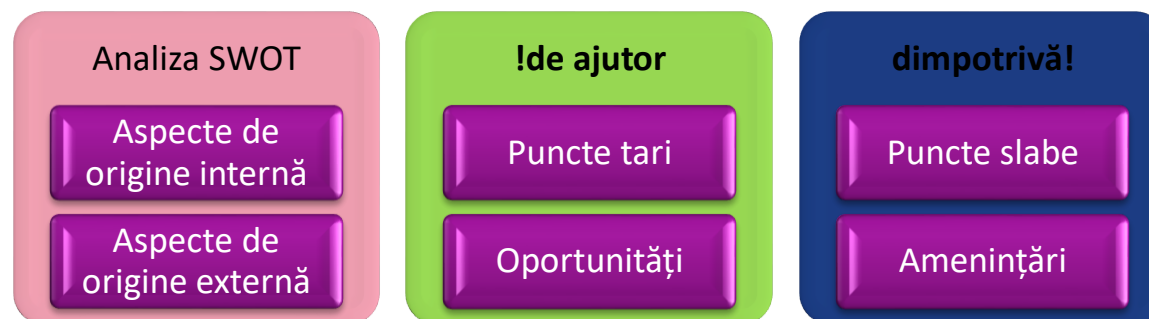 Analiza SWOT
Aspecte de
origine internă
Aspecte de
origine externă
!de ajutor
Puncte tari
Oportunități
dimpotrivă!
Puncte slabe
Amenințări